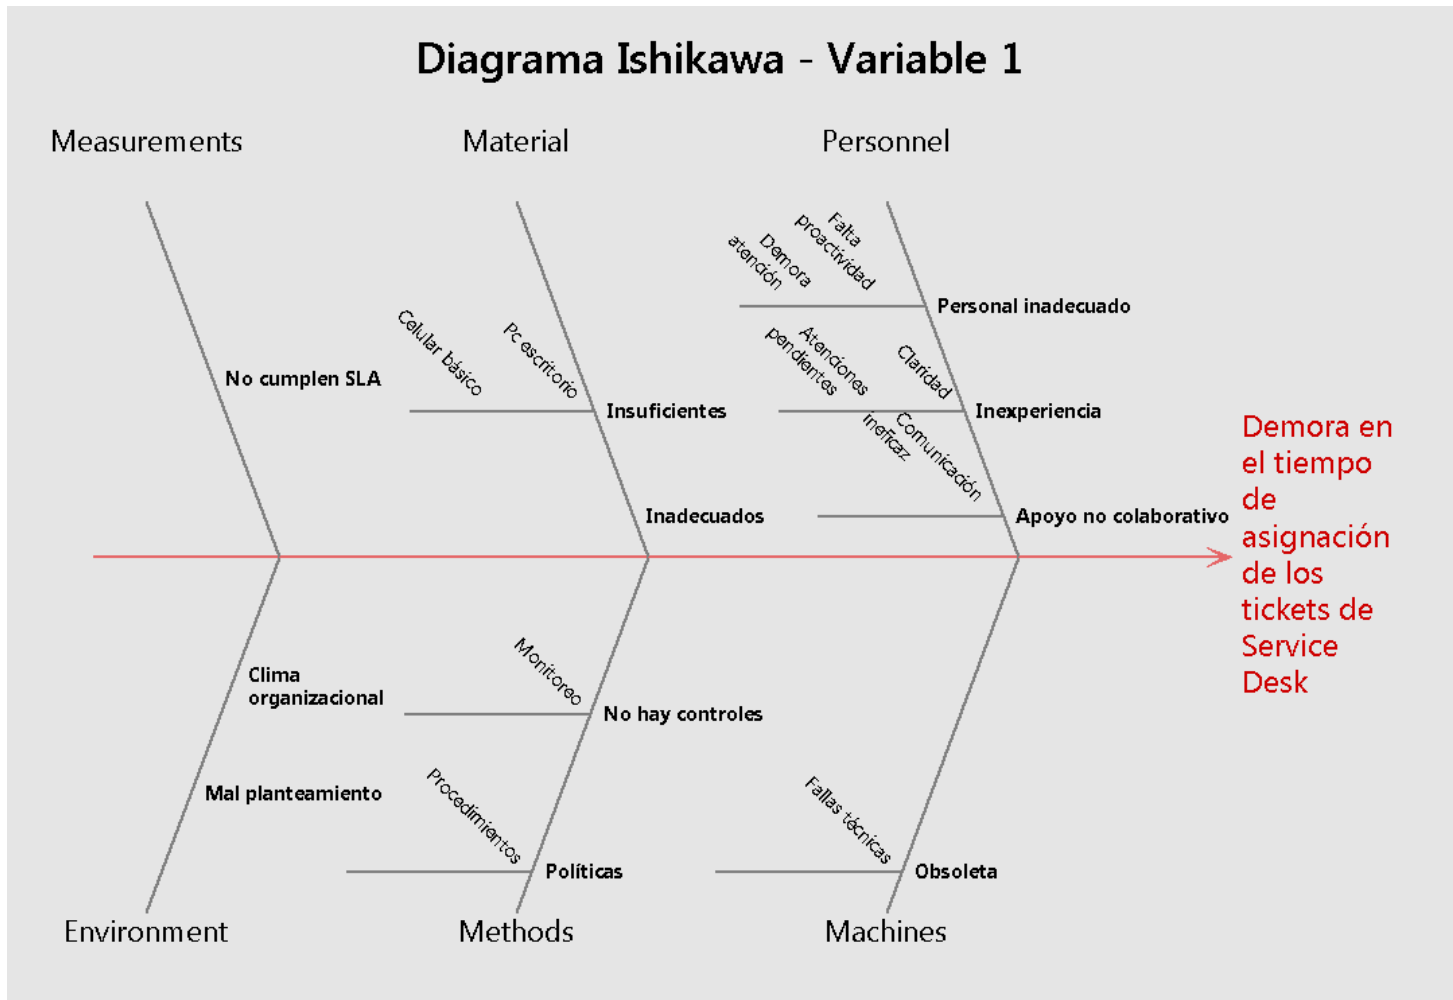 Diagrama Ishikawa - Variable 1
Measurements
Material
Personnel
Falta
proactividad
Demora
atención
Personal inadecuado
Celular básico
Pc escritorio
Atenciones
pendientes
Claridad
No cumplen SLA
Insuficientes
Inexperiencia
Comunicación
ineficaz
Inadecuados
Apoyo no colaborativo
Demora en
el tiempo
de
asignación
de los
tickets de
Service
Desk
Clima
organizacional
Monitoreo
No hay controles
Mal planteamiento
Procedimientos
Fallas técnicas
Políticas
Obsoleta
Environment
Methods
Machines